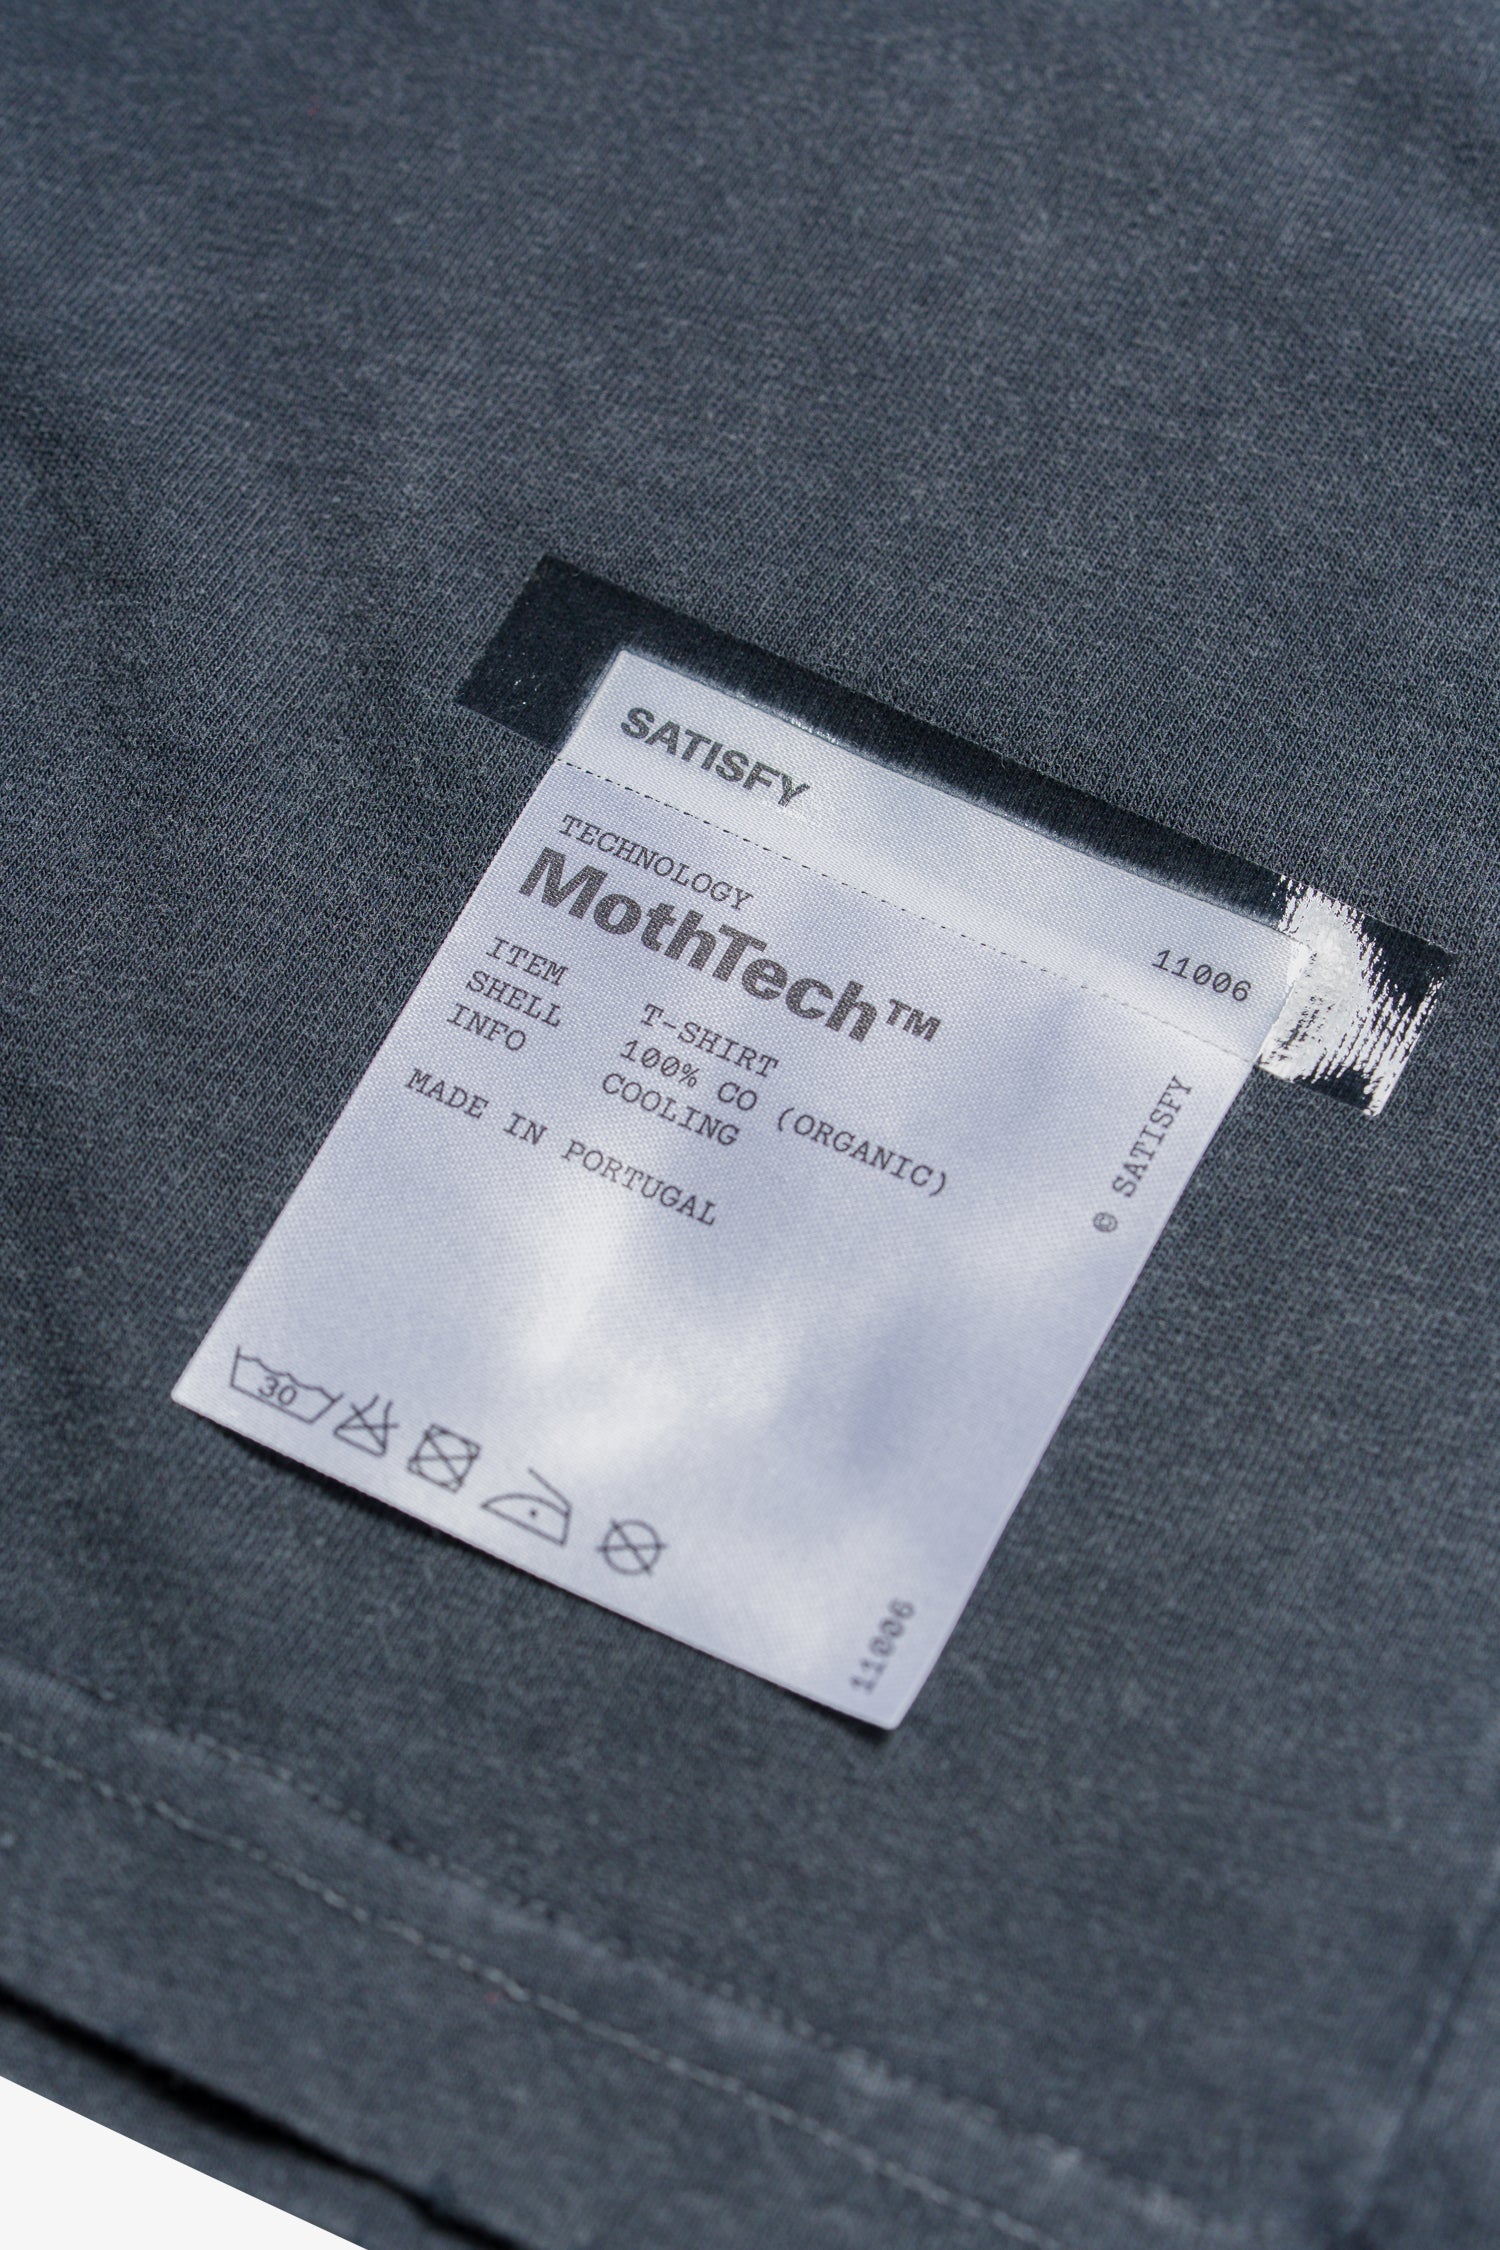 SATISFY
11006
TECHNOLOGY
MothTech™
ITEM T-SHIRT
SHELL 100% CO (ORGANIC)
INFO COOLING
MADE IN PORTUGAL
© SATISFY
30
11006